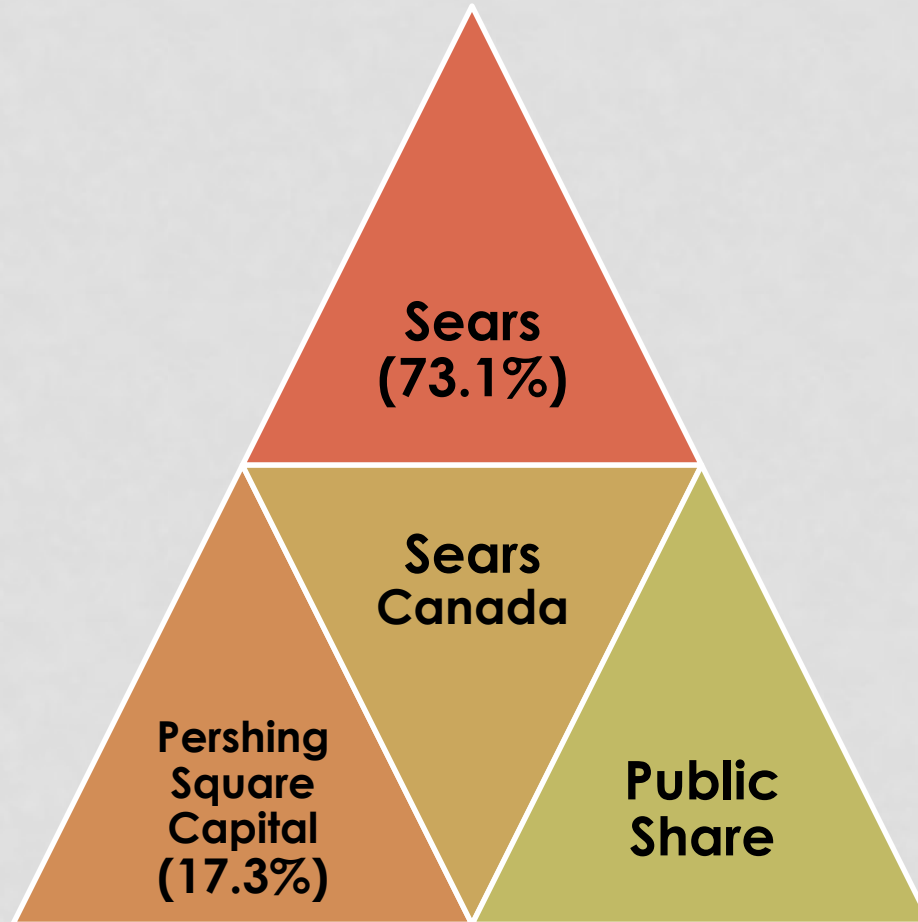 Sears
(73.1%)
Sears
Canada
Pershing
Square
Capital
(17.3%)
Public
Share